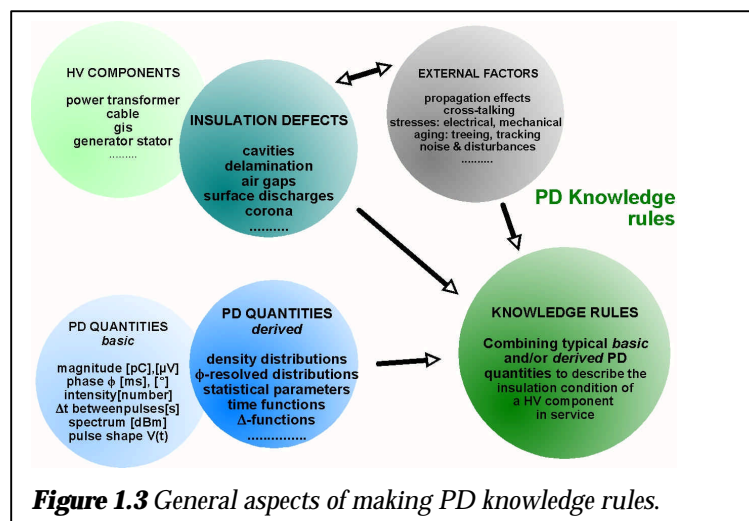 HV COMPONENTS
power transformer
cable
gis
generator stator
.........
INSULATION DEFECTS
cavities
delamination
air gaps
surface discharges
corona
..........
EXTERNAL FACTORS
propagation effects
cross-talking
stresses: electrical, mechanical
aging: treeing, tracking
noise & disturbances
..........
PD Knowledge
rules
PD QUANTITIES
basic
magnitude [pC],[µV]
phase ϕ [ms], [°]
intensity[number]
Δt betweenpulses[s]
spectrum [dBm]
pulse shape V(t)
PD QUANTITIES
derived
density distributions
ϕ-resolved distributions
statistical parameters
time functions
Δ-functions
...............
KNOWLEDGE RULES
Combining typical basic
and/or derived PD
quantities to describe the
insulation condition of
a HV component
in service
Figure 1.3 General aspects of making PD knowledge rules.